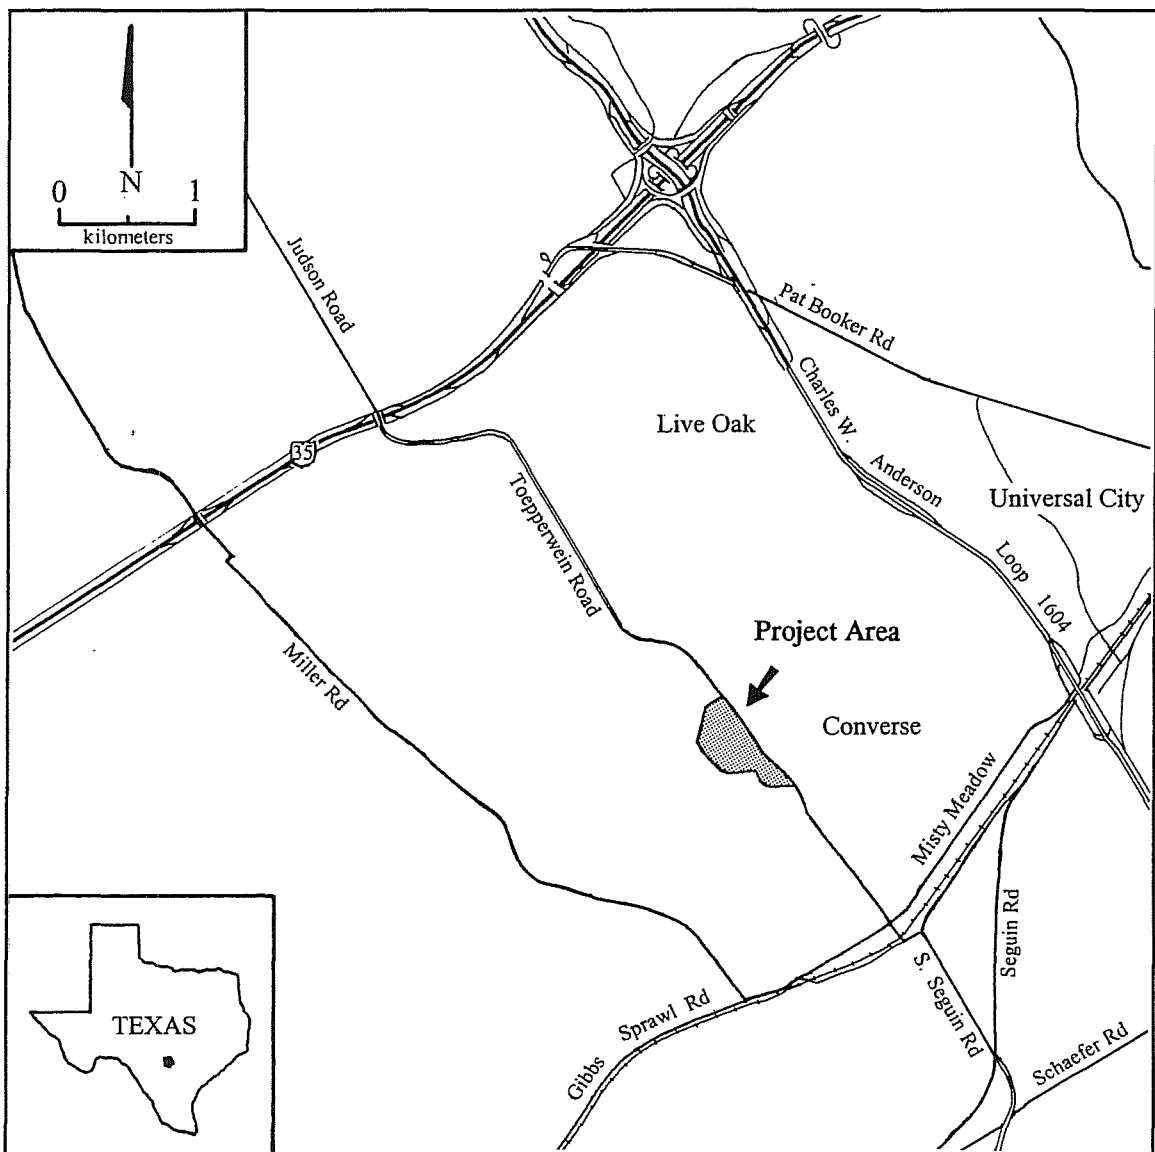 N
0 1
kilometers
Judson Road
35
Pat Booker Rd
Charles W.
Anderson
Loop 1604
Live Oak
Universal City
Toepperwein Road
Miller Rd
Project Area
Converse
Misty Meadow
Seguin Rd
S. Seguin Rd
Schaefer Rd
Gibbs Sprawl Rd
TEXAS